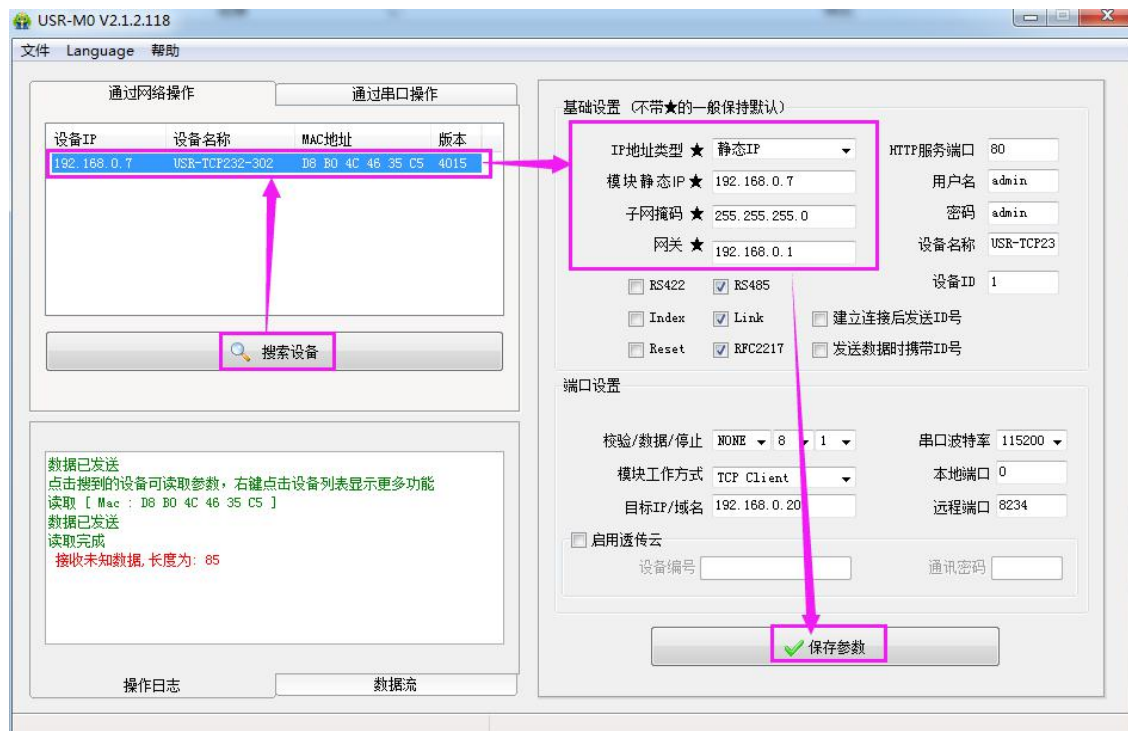 USR-M0 V2.1.2.118
文件 Language 帮助
通过网络操作 通过串口操作
设备IP 设备名称 MAC地址 版本
192.168.0.7 USR-TCP232-302 D8 B0 4C 46 35 C5 4015
搜索设备
数据已发送
点击搜到的设备可读取参数，右键点击设备列表显示更多功能
读取 [ Mac : D8 B0 4C 46 35 C5 ]
数据已发送
读取完成
接收未知数据,长度为: 85
操作日志 数据流
基础设置 （不带★的一般保持默认）
IP地址类型 ★ 静态IP HTTP服务端口 80
模块静态IP ★ 192.168.0.7 用户名 admin
子网掩码 ★ 255.255.255.0 密码 admin
网关 ★ 192.168.0.1 设备名称 USR-TCP23
RS422 RS485 设备ID 1
Index Link 建立连接后发送ID号
Reset RFC2217 发送数据时携带ID号
端口设置
校验/数据/停止 NONE 8 1 串口波特率 115200
模块工作方式 TCP Client 本地端口 0
目标IP/域名 192.168.0.20 远程端口 8234
启用透传云
设备编号 通讯密码
保存参数